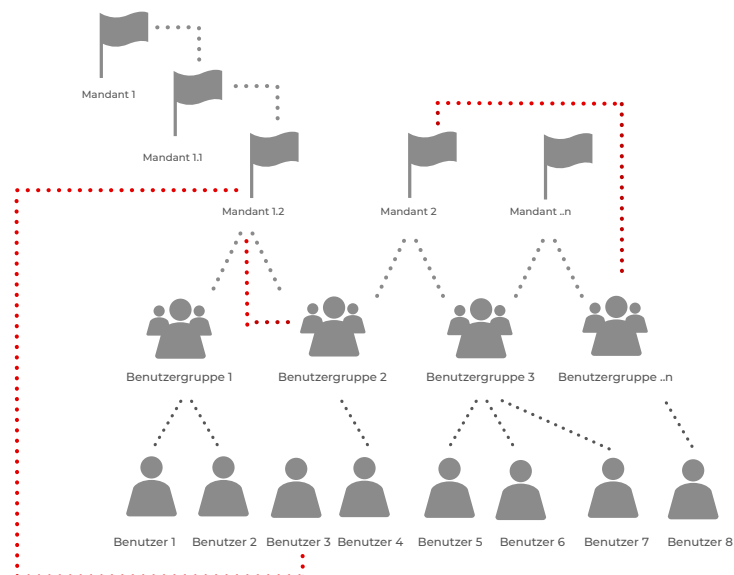 Mandant 1
Mandant 1.1
Mandant 1.2
Mandant 2
Mandant ..n
Benutzergruppe 1
Benutzergruppe 2
Benutzergruppe 3
Benutzergruppe ..n
Benutzer 1
Benutzer 2
Benutzer 3
Benutzer 4
Benutzer 5
Benutzer 6
Benutzer 7
Benutzer 8